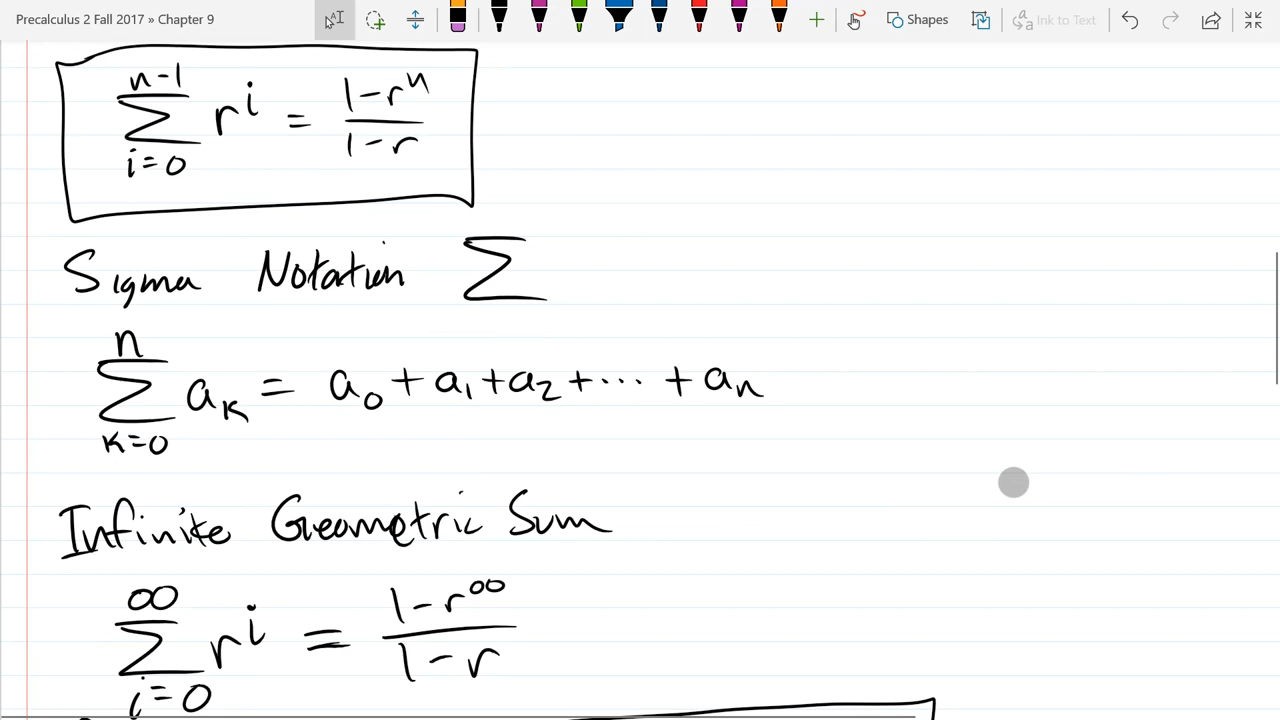 Precalculus 2 Fall 2017 » Chapter 9
Shapes
Ink to Text
n-1
∑ r^i = (1-r^n)/(1-r)
i=0
Sigma Notation ∑
n
∑ a_k = a_0 + a_1 + a_2 + ... + a_n
k=0
Infinite Geometric Sum
∞
∑ r^i = (1-r^∞)/(1-r)
i=0